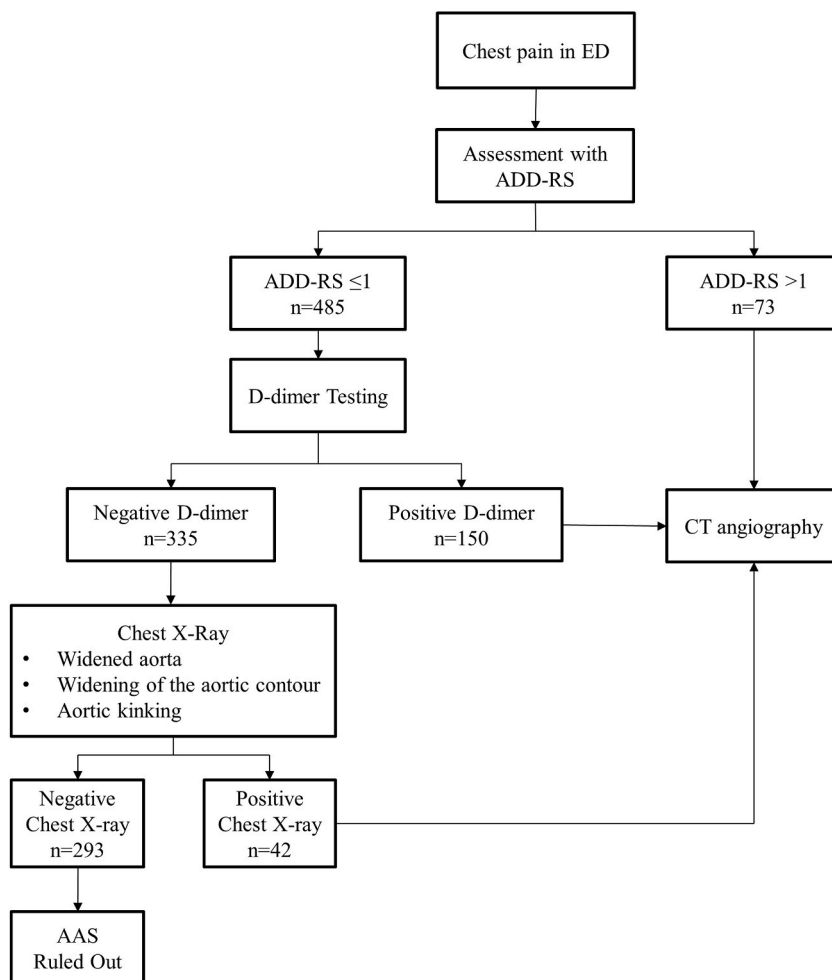 Chest pain in ED
Assessment with
ADD-RS
ADD-RS ≤1
n=485
ADD-RS >1
n=73
D-dimer Testing
Negative D-dimer
n=335
Positive D-dimer
n=150
CT angiography
Chest X-Ray
• Widened aorta
• Widening of the aortic contour
• Aortic kinking
Negative
Chest X-ray
n=293
Positive
Chest X-ray
n=42
AAS
Ruled Out